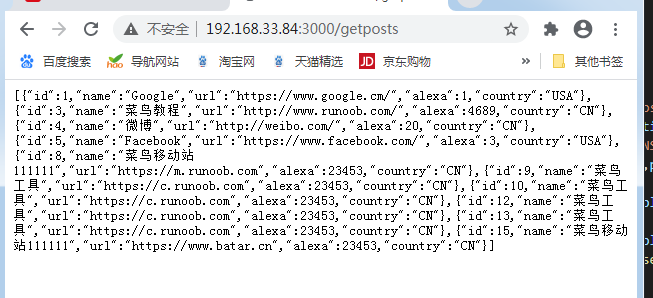 不安全 192.168.33.84:3000/getposts
百度搜索 hao 导航网站 淘宝网 天猫精选 JD 京东购物 » 其他书签
[{"id":1,"name":"Google","url":"https://www.google.cm/","alexa":1,"country":"USA"},
{"id":3,"name":"菜鸟教程","url":"http://www.runoob.com/","alexa":4689,"country":"CN"},
{"id":4,"name":"微博","url":"http://weibo.com/","alexa":20,"country":"CN"},
{"id":5,"name":"Facebook","url":"https://www.facebook.com/","alexa":3,"country":"USA"},
{"id":8,"name":"菜鸟移动站
111111","url":"https://m.runoob.com","alexa":23453,"country":"CN"},{"id":9,"name":"菜鸟
工具","url":"https://c.runoob.com","alexa":23453,"country":"CN"},{"id":10,"name":"菜鸟工
具","url":"https://c.runoob.com","alexa":23453,"country":"CN"},{"id":12,"name":"菜鸟工
具","url":"https://c.runoob.com","alexa":23453,"country":"CN"},{"id":13,"name":"菜鸟工
具","url":"https://c.runoob.com","alexa":23453,"country":"CN"},{"id":15,"name":"菜鸟移动
站111111","url":"https://www.batar.cn","alexa":23453,"country":"CN"}]